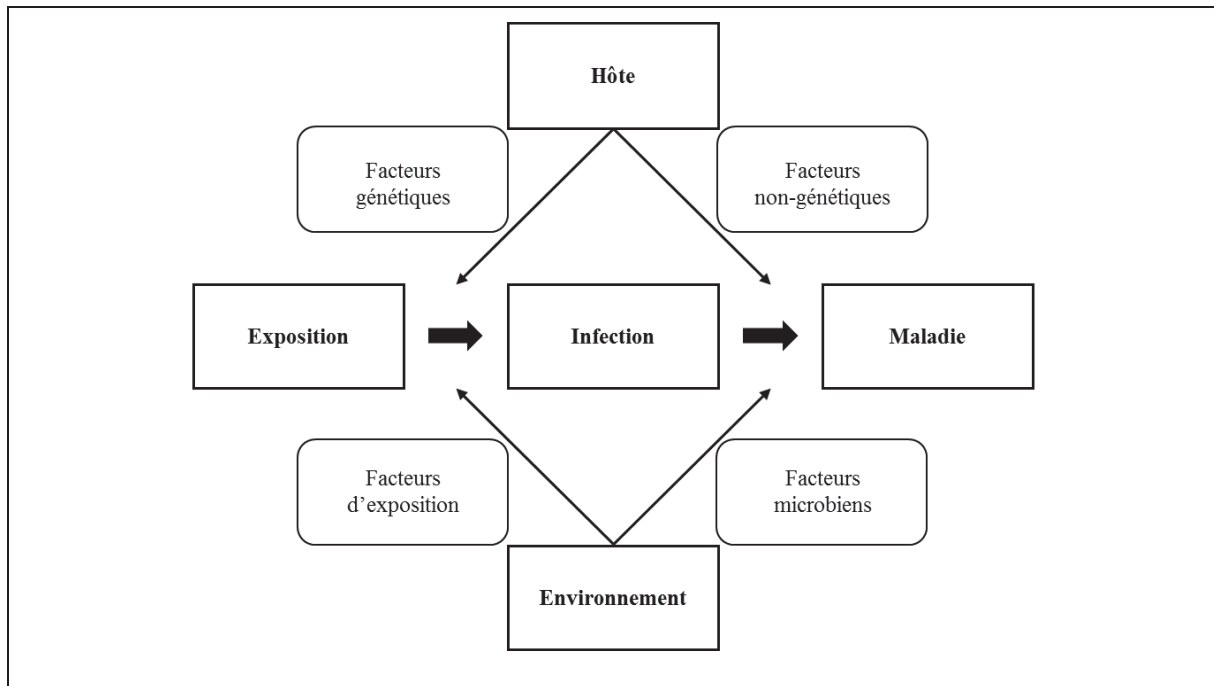 Hôte
Facteurs
génétiques
Facteurs
non-génétiques
Exposition
Infection
Maladie
Facteurs
d’exposition
Facteurs
microbiens
Environnement